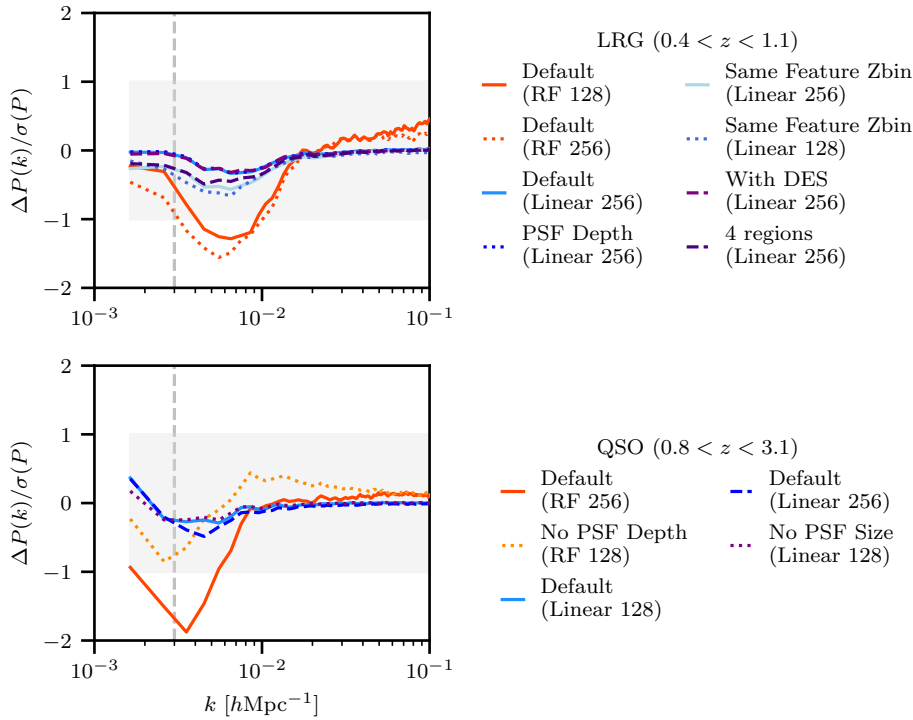 2
1
0
−1
−2
ΔP(k)/σ(P)
10⁻³
10⁻²
10⁻¹
LRG (0.4 < z < 1.1)
Default
(RF 128)
Default
(RF 256)
Default
(Linear 256)
PSF Depth
(Linear 256)
Same Feature Zbin
(Linear 256)
Same Feature Zbin
(Linear 128)
With DES
(Linear 256)
4 regions
(Linear 256)
2
1
0
−1
−2
ΔP(k)/σ(P)
10⁻³
10⁻²
10⁻¹
k [hMpc⁻¹]
QSO (0.8 < z < 3.1)
Default
(RF 256)
No PSF Depth
(RF 128)
Default
(Linear 128)
Default
(Linear 256)
No PSF Size
(Linear 128)